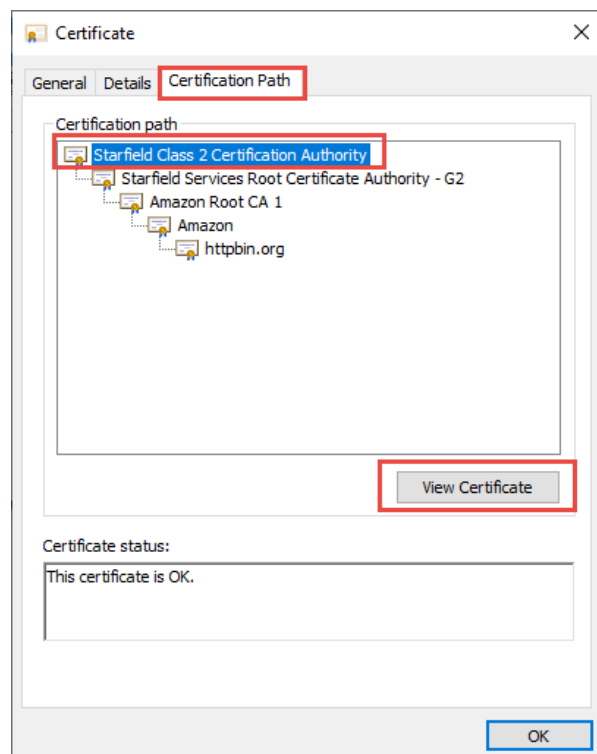 Certificate
General Details Certification Path
Certification path
Starfield Class 2 Certification Authority
Starfield Services Root Certificate Authority - G2
Amazon Root CA 1
Amazon
httpbin.org
View Certificate
Certificate status:
This certificate is OK.
OK